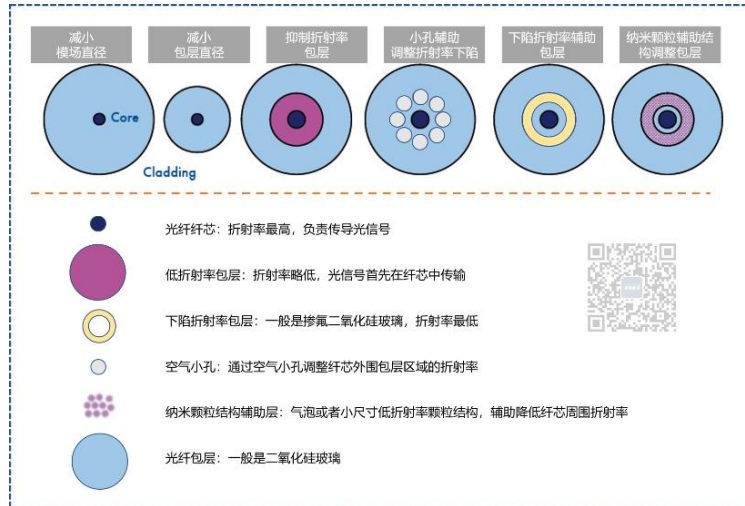 减小
模场直径
减小
包层直径
抑制折射率
包层
小孔辅助
调整折射率下陷
下陷折射率辅助
包层
纳米颗粒辅助结
构调整包层
Core
Cladding
光纤纤芯：折射率最高，负责传导光信号
低折射率包层：折射率略低，光信号首先在纤芯中传输
下陷折射率包层：一般是掺氟二氧化硅玻璃，折射率最低
空气小孔：通过空气小孔调整纤芯外围包层区域的折射率
纳米颗粒结构辅助层：气泡或者小尺寸低折射率颗粒结构，辅助降低纤芯周围折射率
光纤包层：一般是二氧化硅玻璃